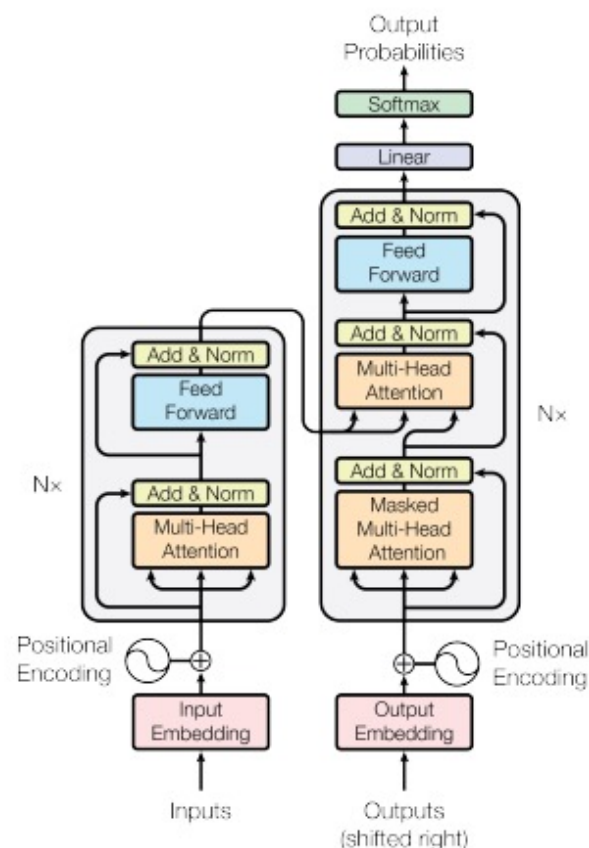 Output
Probabilities
Softmax
Linear
Add & Norm
Feed
Forward
Add & Norm
Multi-Head
Attention
Add & Norm
Masked
Multi-Head
Attention
N×
Add & Norm
Feed
Forward
Add & Norm
Multi-Head
Attention
N×
Positional
Encoding
Positional
Encoding
Input
Embedding
Output
Embedding
Inputs
Outputs
(shifted right)